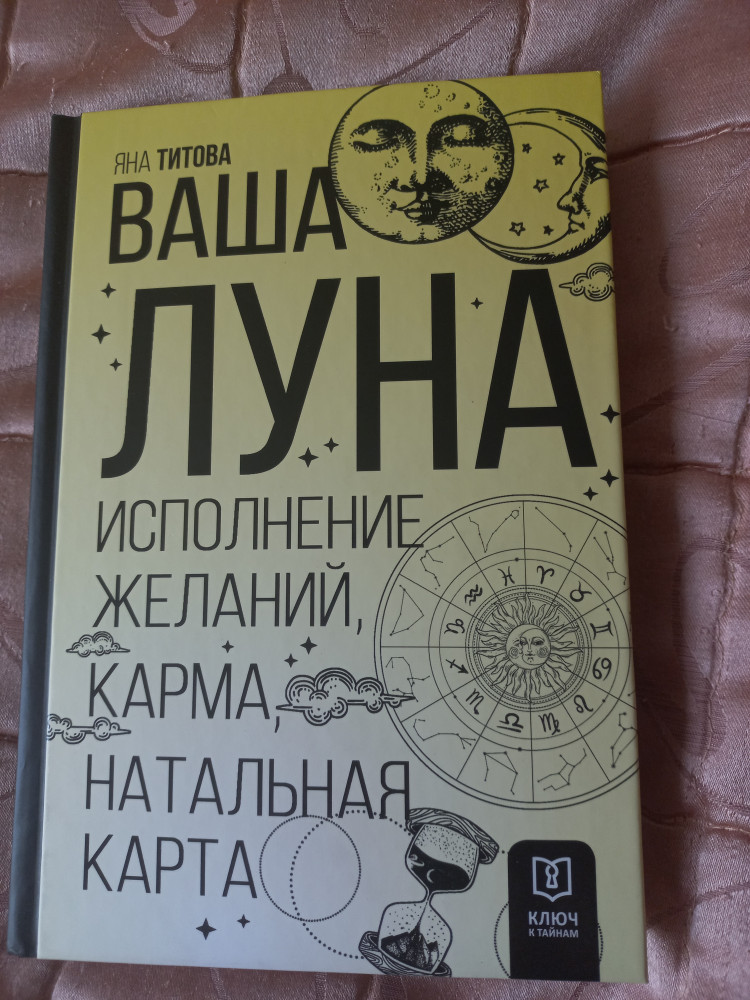 ЯНА ТИТОВА
ВАША
ЛУНА
ИСПОЛНЕНИЕ
ЖЕЛАНИЙ,
КАРМА,
НАТАЛЬНАЯ
КАРТА
КЛЮЧ
К ТАЙНАМ